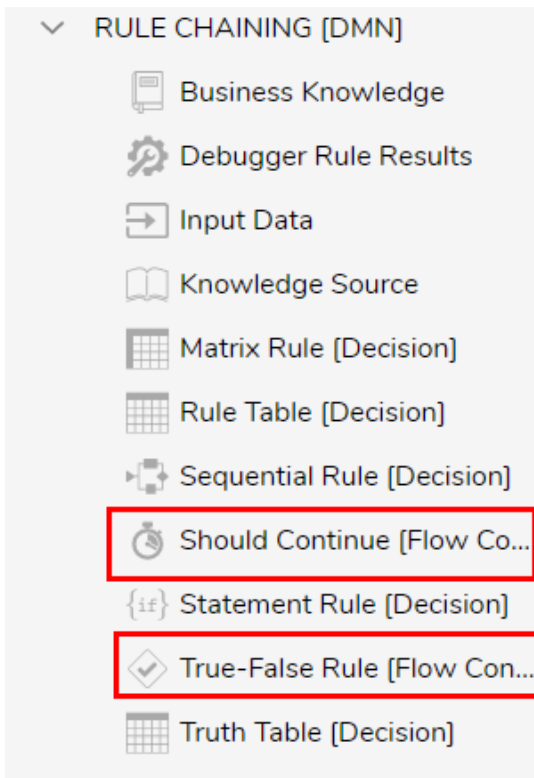 RULE CHAINING [DMN]
Business Knowledge
Debugger Rule Results
Input Data
Knowledge Source
Matrix Rule [Decision]
Rule Table [Decision]
Sequential Rule [Decision]
Should Continue [Flow Co...
{if} Statement Rule [Decision]
True-False Rule [Flow Con...
Truth Table [Decision]